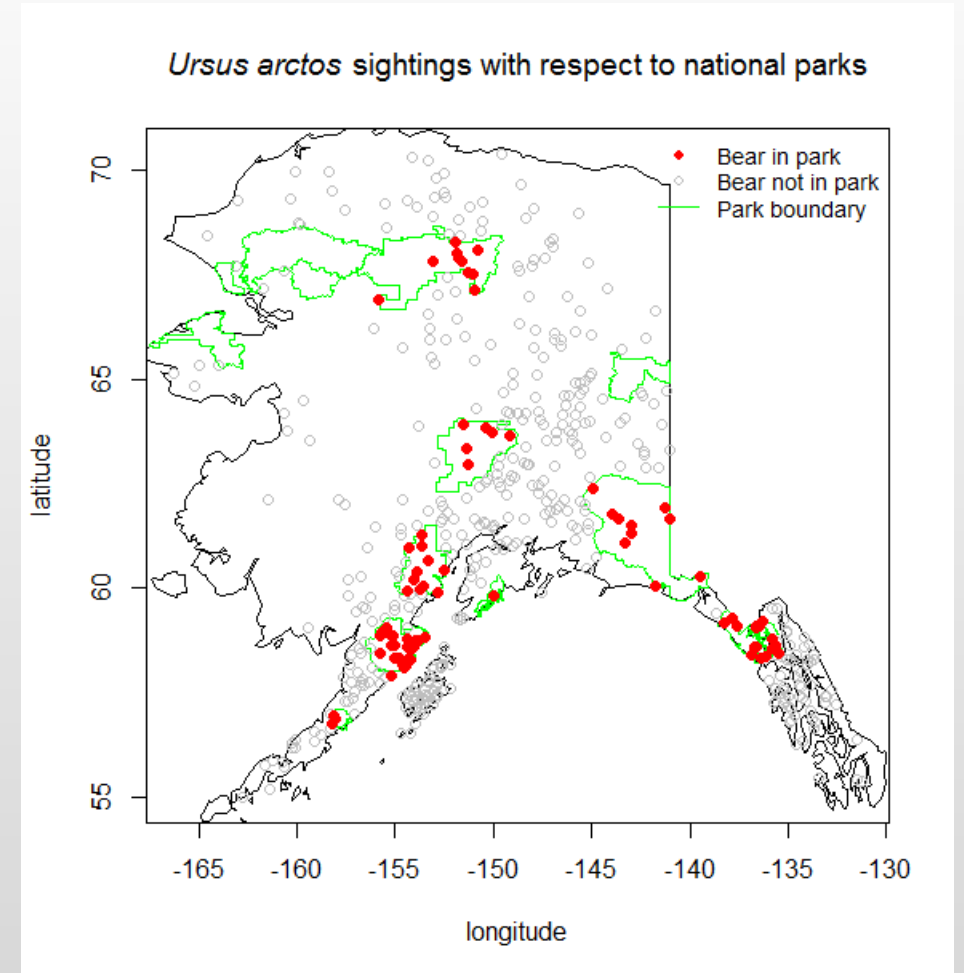 Ursus arctos sightings with respect to national parks
Bear in park
Bear not in park
Park boundary
70
65
60
55
latitude
-165 -160 -155 -150 -145 -140 -135 -130
longitude